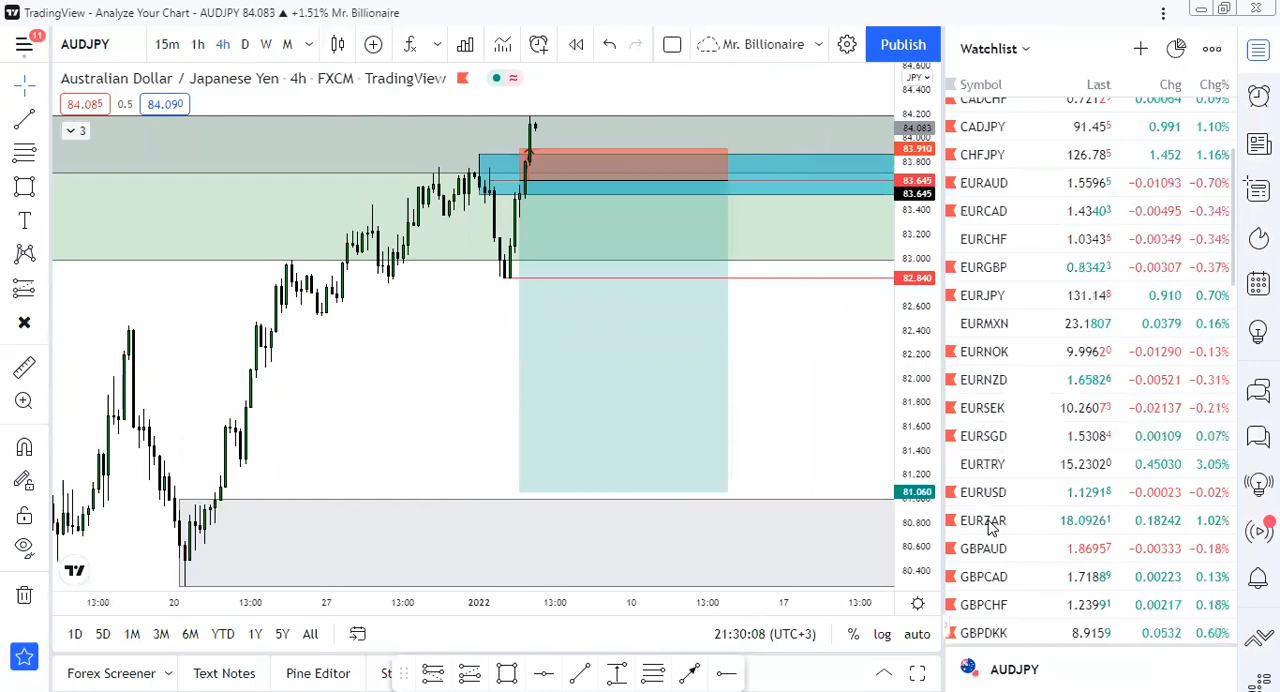 TradingView - Analyze Your Chart - AUDJPY 84.083 ▲ +1.51% Mr. Billionaire
11
AUDJPY 15m 1h 4h D W M Mr. Billionaire Publish
Australian Dollar / Japanese Yen · 4h · FXCM · TradingView
84.085 0.5 84.090
3
84.600
JPY
84.400
84.200
84.083
84.000
83.910
83.800
83.645
83.645
83.400
83.200
83.000
82.840
82.600
82.400
82.200
82.000
81.800
81.600
81.400
81.200
81.060
80.800
80.600
80.400
13:00 20 13:00 27 13:00 2022 13:00 10 13:00 17 13:00
1D 5D 1M 3M 6M YTD 1Y 5Y All 21:30:08 (UTC+3) % log auto
Forex Screener Text Notes Pine Editor St
Watchlist
Symbol Last Chg Chg%
CADCHF 0.72125 0.00064 0.09%
CADJPY 91.455 0.991 1.10%
CHFJPY 126.785 1.452 1.16%
EURAUD 1.55965 −0.01093 −0.70%
EURCAD 1.43403 −0.00495 −0.34%
EURCHF 1.03436 −0.00349 −0.34%
EURGBP 0.83423 −0.00307 −0.37%
EURJPY 131.148 0.910 0.70%
EURMXN 23.1807 0.0379 0.16%
EURNOK 9.99620 −0.01290 −0.13%
EURNZD 1.65826 −0.00521 −0.31%
EURSEK 10.26073 −0.02137 −0.21%
EURSGD 1.53084 0.00109 0.07%
EURTRY 15.23020 0.45030 3.05%
EURUSD 1.12918 −0.00023 −0.02%
EURZAR 18.09261 0.18242 1.02%
GBPAUD 1.86957 −0.00333 −0.18%
GBPCAD 1.71889 0.00223 0.13%
GBPCHF 1.23991 0.00217 0.18%
GBPDKK 8.9159 0.0532 0.60%
AUDJPY